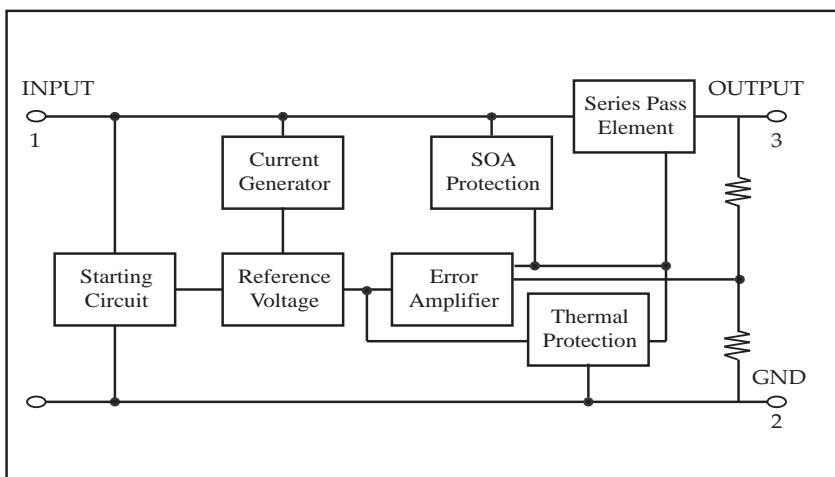 INPUT
1
OUTPUT
3
Series Pass
Element
Current
Generator
SOA
Protection
Starting
Circuit
Reference
Voltage
Error
Amplifier
Thermal
Protection
GND
2